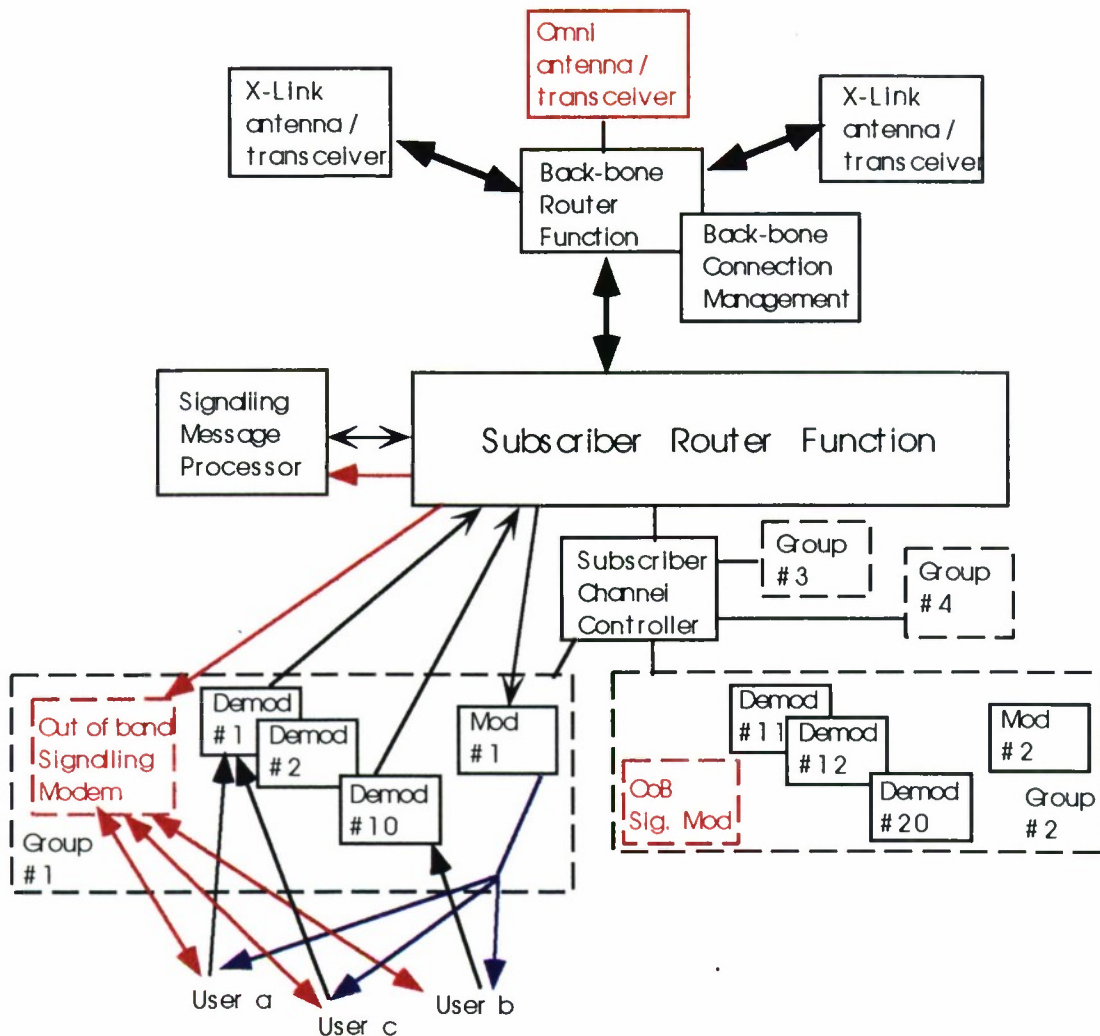 Omni
antenna/
transceiver
X-Link
antenna/
transceiver
X-Link
antenna/
transceiver
Back-bone
Router
Function
Back-bone
Connection
Management
Signaliing
Message
Processor
Subscriber Router Function
Subscriber
Channel
Controller
Group
#3
Group
#4
Out of band
Signalling
Modem
Demod
#1
Demod
#2
Demod
#10
Mod
#1
Group
#1
Demod
#11
Demod
#12
Demod
#20
Mod
#2
OoB
Sig. Mod
Group
#2
User a
User c
User b